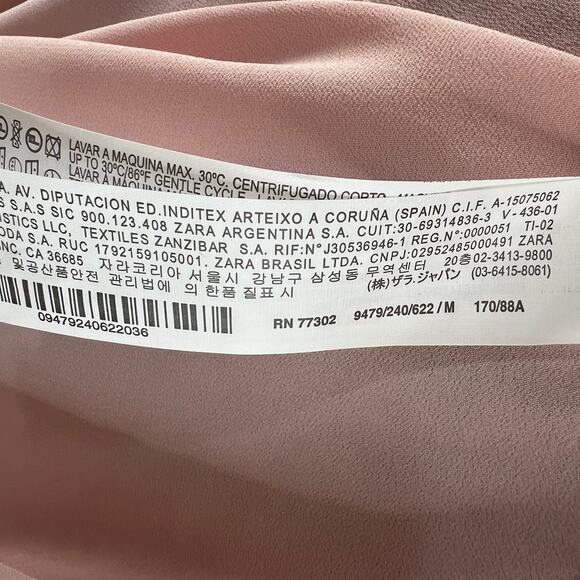 LAVAR A MAQUINA MAX. 30ºC. CENTRIFUGADO CORTO
UP TO 30ºC/86ºF GENTLE CYCLE
A. AV. DIPUTACION ED.INDITEX ARTEIXO A CORUÑA (SPAIN) C.I.F. A-15075062
S S.A.S SIC 900.123.408 ZARA ARGENTINA S.A. CUIT:30-69314836-3 V-436-01
STICS LLC, TEXTILES ZANZIBAR S.A. RIF:NºJ30536946-1 REG.Nº:0000051 TI-02
ODA S.A. RUC 1792159105001. ZARA BRASIL LTDA. CNPJ:02952485000491 ZARA
INC, CA 36685 자라코리아 서울시 강남구 삼성동 무역센터 20층02-3413-9800
및공산품안전 관리법에 의한품질표시 (株)ザラ.ジャパン (03-6415-8061)
09479240622036 RN 77302 9479/240/622 / M 170/88A